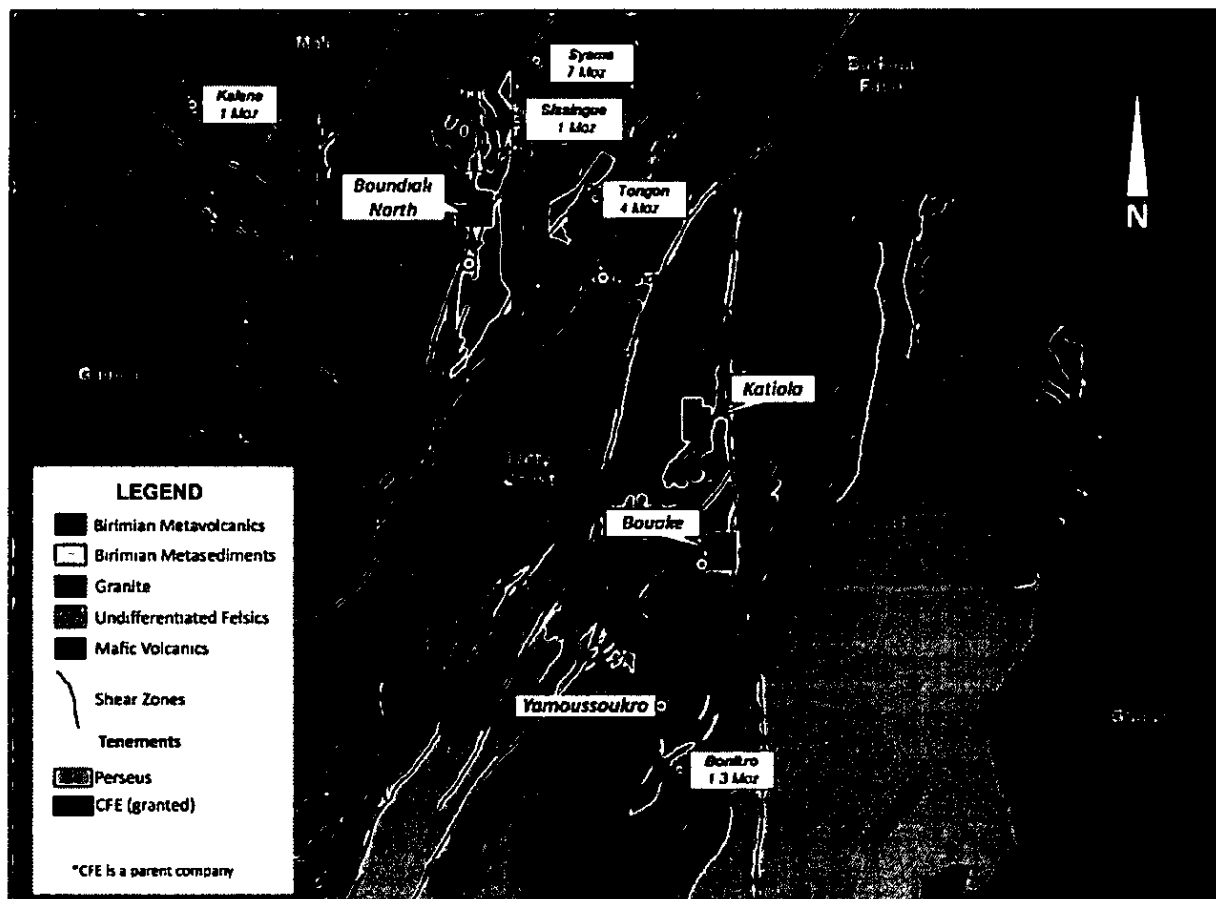 Mali
Syama
7 Moz
Burkina
Faso
Kalana
1 Moz
Sissingue
1 Moz
Boundiali
North
Tongon
4 Moz
N
Katiola
LEGEND
Birimian Metavolcanics
Birimian Metasediments
Granite
Undifferentiated Felsics
Mafic Volcanics
Shear Zones
Tenements
Perseus
CFE (granted)
*CFE is a parent company
Bouake
Yamoussoukro
Bonikro
1 3 Moz